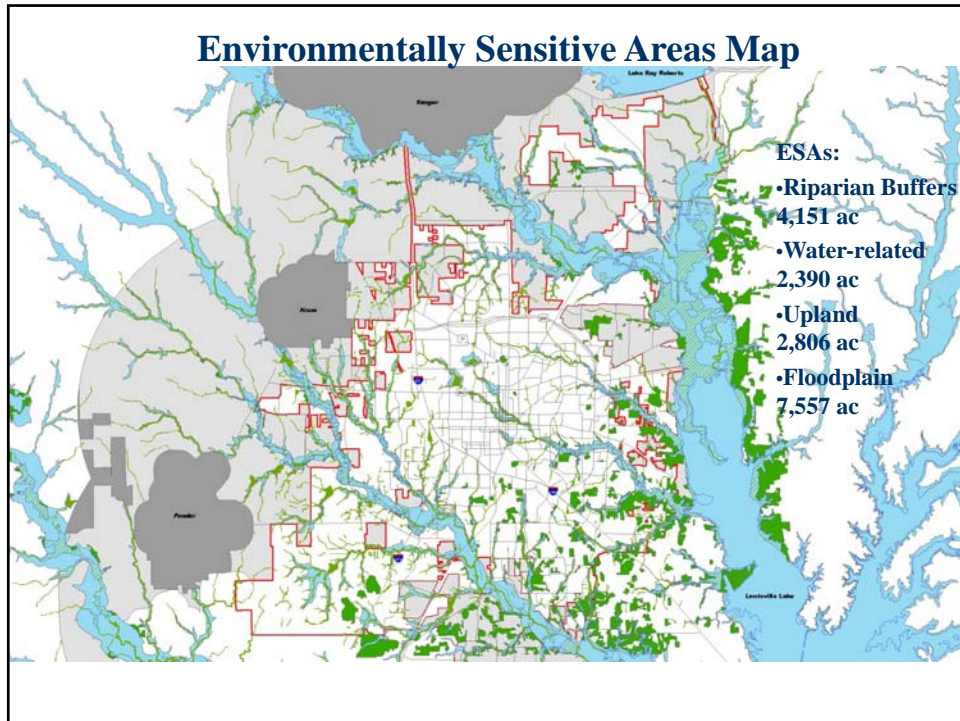 Environmentally Sensitive Areas Map
Lake Ray Roberts
Sanger
ESAs:
•Riparian Buffers
4,151 ac
•Water-related
2,390 ac
•Upland
2,806 ac
•Floodplain
7,557 ac
Krum
Ponder
Lewisville Lake